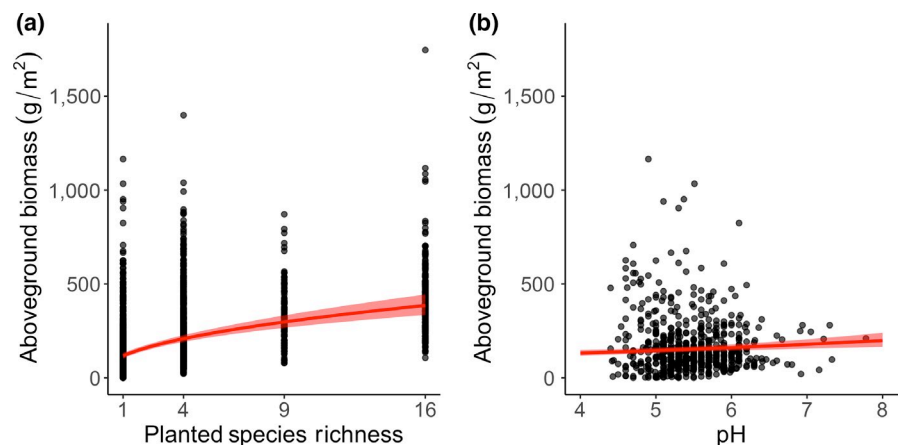 (a)
Aboveground biomass (g/m²)
1,500
1,000
500
0
1 4 9 16
Planted species richness
(b)
Aboveground biomass (g/m²)
1,500
1,000
500
0
4 5 6 7 8
pH